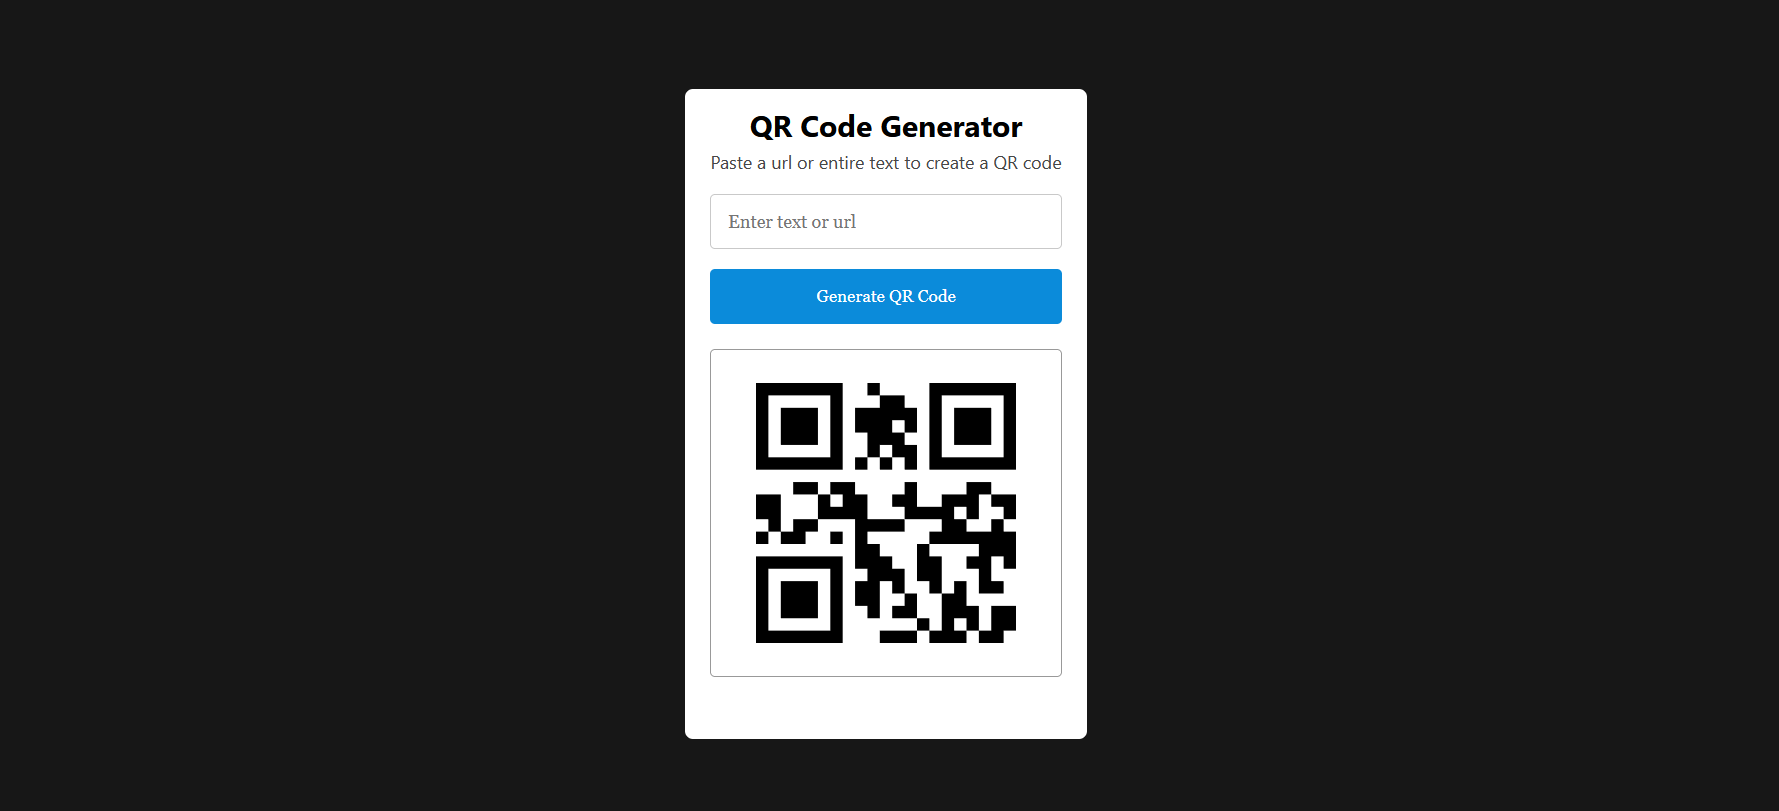 QR Code Generator
Paste a url or entire text to create a QR code
Enter text or url
Generate QR Code